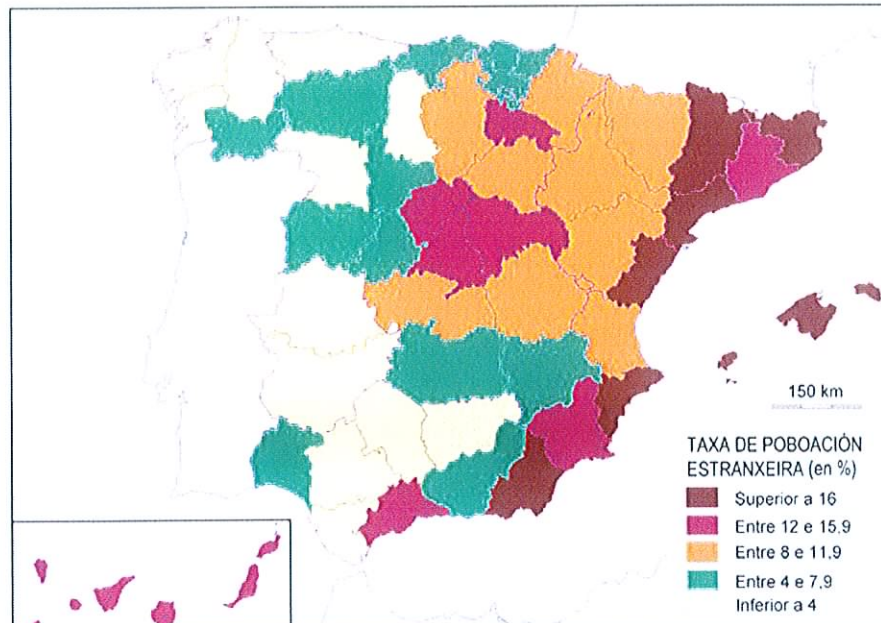 150 km
TAXA DE POBOACIÓN
ESTRANXEIRA (en %)
Superior a 16
Entre 12 e 15,9
Entre 8 e 11,9
Entre 4 e 7,9
Inferior a 4